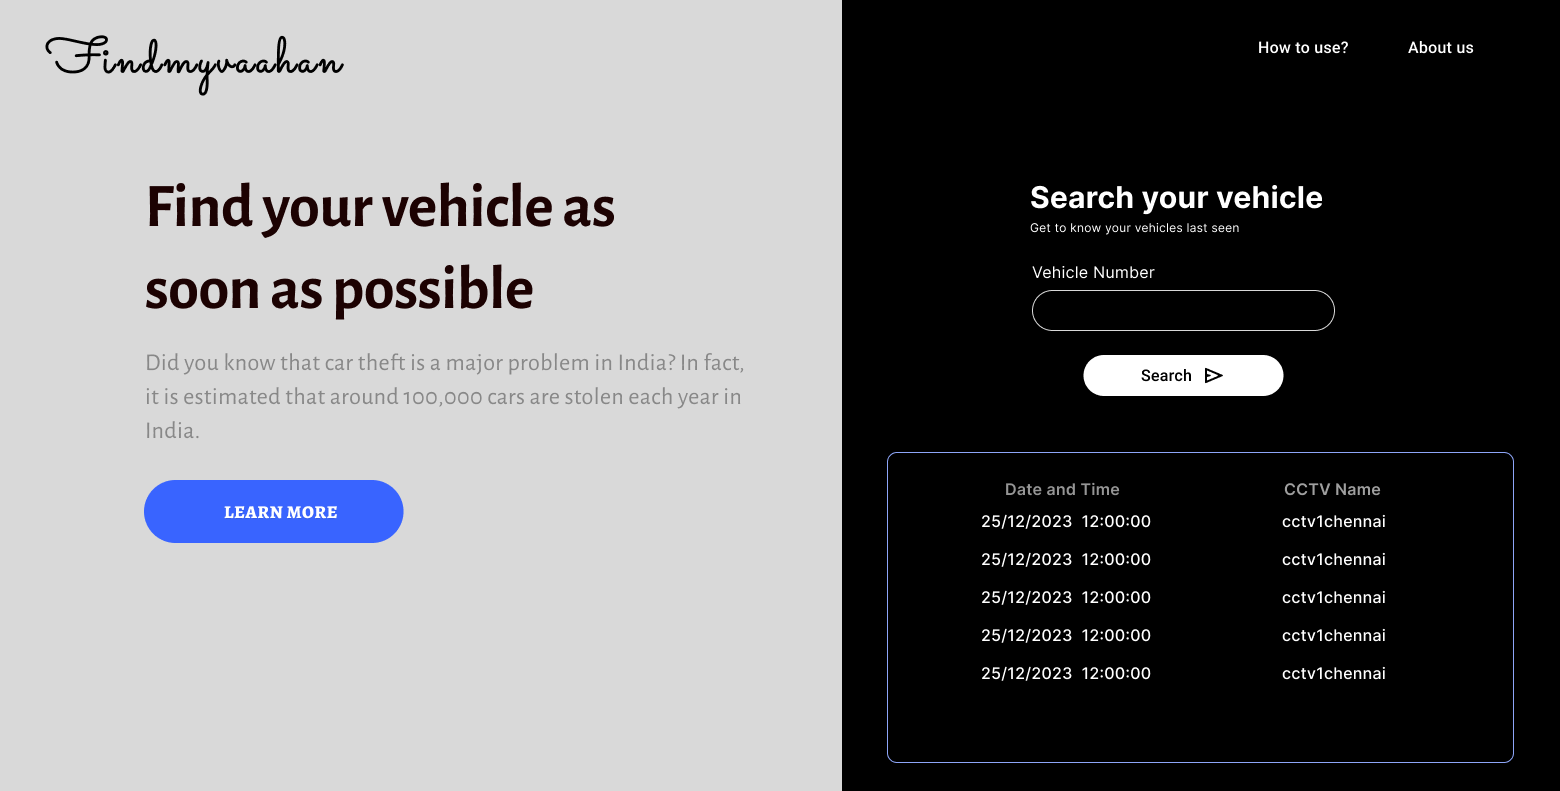 Findmyvaahan
How to use? About us
Find your vehicle as
soon as possible
Did you know that car theft is a major problem in India? In fact,
it is estimated that around 100,000 cars are stolen each year in
India.
LEARN MORE
Search your vehicle
Get to know your vehicles last seen
Vehicle Number
Search
Date and Time CCTV Name
25/12/2023 12:00:00 cctv1chennai
25/12/2023 12:00:00 cctv1chennai
25/12/2023 12:00:00 cctv1chennai
25/12/2023 12:00:00 cctv1chennai
25/12/2023 12:00:00 cctv1chennai